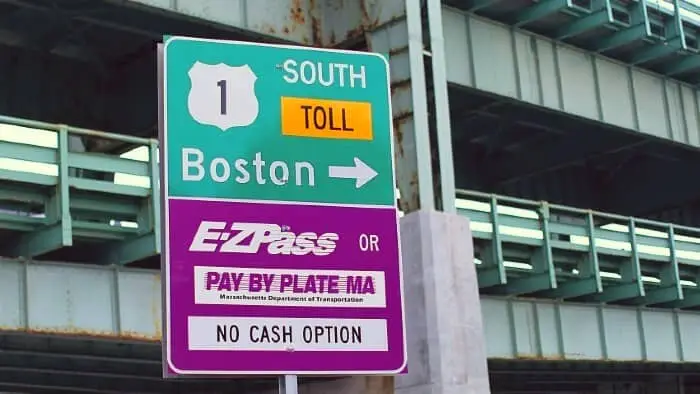 1
SOUTH
TOLL
Boston
E-ZPass OR
PAY BY PLATE MA
Massachusetts Department of Transportation
NO CASH OPTION